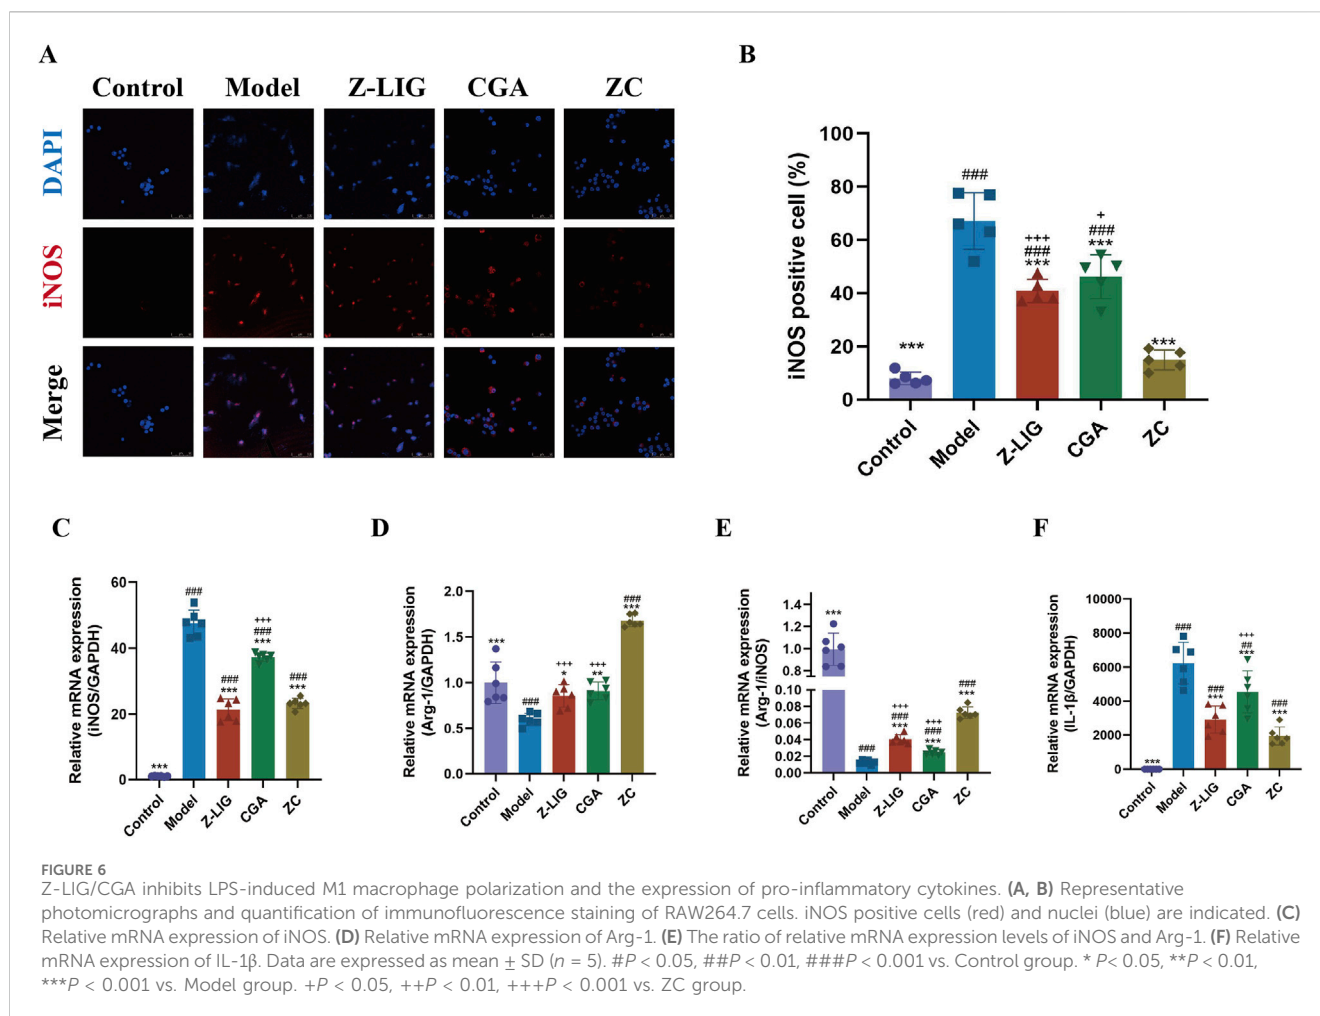 A
Control Model Z-LIG CGA ZC
DAPI
iNOS
Merge
B
iNOS positive cell (%)
100
80
60
40
20
0
***
###
+++
###
***
+
###
***
***
Control
Model
Z-LIG
CGA
ZC
C
Relative mRNA expression
(iNOS/GAPDH)
60
40
20
0
***
###
###
***
+++
###
***
###
***
Control
Model
Z-LIG
CGA
ZC
D
Relative mRNA expression
(Arg-1/GAPDH)
2.0
1.5
1.0
0.5
0.0
***
###
+++
*
+++
**
###
***
Control
Model
Z-LIG
CGA
ZC
E
Relative mRNA expression
(Arg-1/iNOS)
1.4
1.2
1.0
0.8
0.10
0.08
0.06
0.04
0.02
0.00
***
###
+++
###
***
+++
###
***
###
***
Control
Model
Z-LIG
CGA
ZC
F
Relative mRNA expression
(IL-1β/GAPDH)
10000
8000
6000
4000
2000
0
***
###
###
***
+++
##
***
###
***
Control
Model
Z-LIG
CGA
ZC
FIGURE 6
Z-LIG/CGA inhibits LPS-induced M1 macrophage polarization and the expression of pro-inflammatory cytokines. (A, B) Representative
photomicrographs and quantification of immunofluorescence staining of RAW264.7 cells. iNOS positive cells (red) and nuclei (blue) are indicated. (C)
Relative mRNA expression of iNOS. (D) Relative mRNA expression of Arg-1. (E) The ratio of relative mRNA expression levels of iNOS and Arg-1. (F) Relative
mRNA expression of IL-1β. Data are expressed as mean ± SD (n = 5). #P < 0.05, ##P < 0.01, ###P < 0.001 vs. Control group. * P< 0.05, **P < 0.01,
***P < 0.001 vs. Model group. +P < 0.05, ++P < 0.01, +++P < 0.001 vs. ZC group.